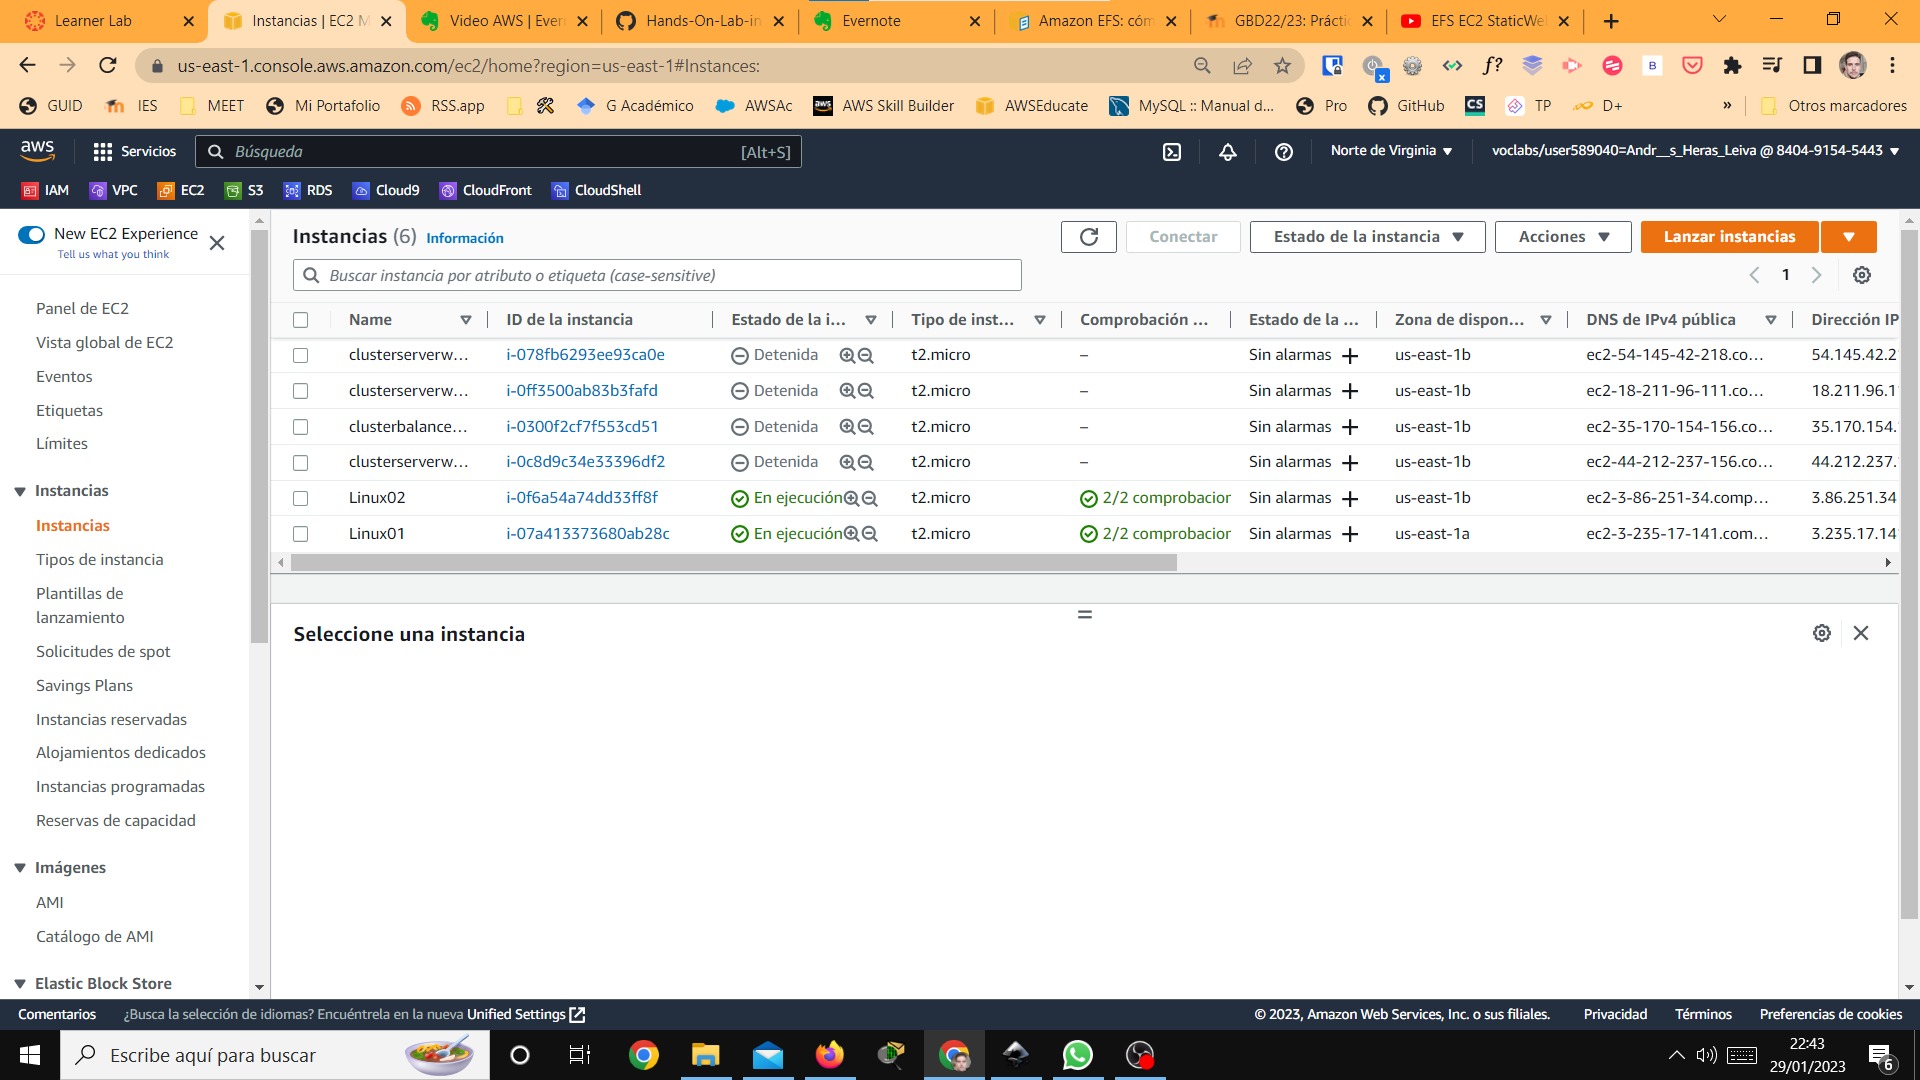 Learner Lab
Instancias | EC2 M
Video AWS | Ever
Hands-On-Lab-in
Evernote
Amazon EFS: cóm
GBD22/23: Prácti
EFS EC2 StaticWe
us-east-1.console.aws.amazon.com/ec2/home?region=us-east-1#Instances:
GUID
IES
MEET
Mi Portafolio
RSS.app
G Académico
AWSAc
AWS Skill Builder
AWSEducate
MySQL :: Manual d...
Pro
GitHub
CS
TP
D+
»
Otros marcadores
aws
Servicios
Búsqueda
[Alt+S]
Norte de Virginia
voclabs/user589040=Andr__s_Heras_Leiva @ 8404-9154-5443
IAM
VPC
EC2
S3
RDS
Cloud9
CloudFront
CloudShell
New EC2 Experience
Tell us what you think
Panel de EC2
Vista global de EC2
Eventos
Etiquetas
Límites
Instancias
Instancias
Tipos de instancia
Plantillas de
lanzamiento
Solicitudes de spot
Savings Plans
Instancias reservadas
Alojamientos dedicados
Instancias programadas
Reservas de capacidad
Imágenes
AMI
Catálogo de AMI
Elastic Block Store
Instancias (6) Información
Conectar
Estado de la instancia
Acciones
Lanzar instancias
Buscar instancia por atributo o etiqueta (case-sensitive)
1
Name ID de la instancia Estado de la i... Tipo de inst... Comprobación ... Estado de la ... Zona de dispon... DNS de IPv4 pública Dirección IP
clusterserverw... i-078fb6293ee93ca0e Detenida t2.micro – Sin alarmas us-east-1b ec2-54-145-42-218.co... 54.145.42.2
clusterserverw... i-0ff3500ab83b3fafd Detenida t2.micro – Sin alarmas us-east-1b ec2-18-211-96-111.co... 18.211.96.1
clusterbalance... i-0300f2cf7f553cd51 Detenida t2.micro – Sin alarmas us-east-1b ec2-35-170-154-156.co... 35.170.154.
clusterserverw... i-0c8d9c34e33396df2 Detenida t2.micro – Sin alarmas us-east-1b ec2-44-212-237-156.co... 44.212.237.
Linux02 i-0f6a54a74dd33ff8f En ejecución t2.micro 2/2 comprobacior Sin alarmas us-east-1b ec2-3-86-251-34.comp... 3.86.251.34
Linux01 i-07a413373680ab28c En ejecución t2.micro 2/2 comprobacior Sin alarmas us-east-1a ec2-3-235-17-141.com... 3.235.17.14
Seleccione una instancia
Comentarios
¿Busca la selección de idiomas? Encuéntrela en la nueva Unified Settings
© 2023, Amazon Web Services, Inc. o sus filiales.
Privacidad
Términos
Preferencias de cookies
Escribe aquí para buscar
22:43
29/01/2023
6